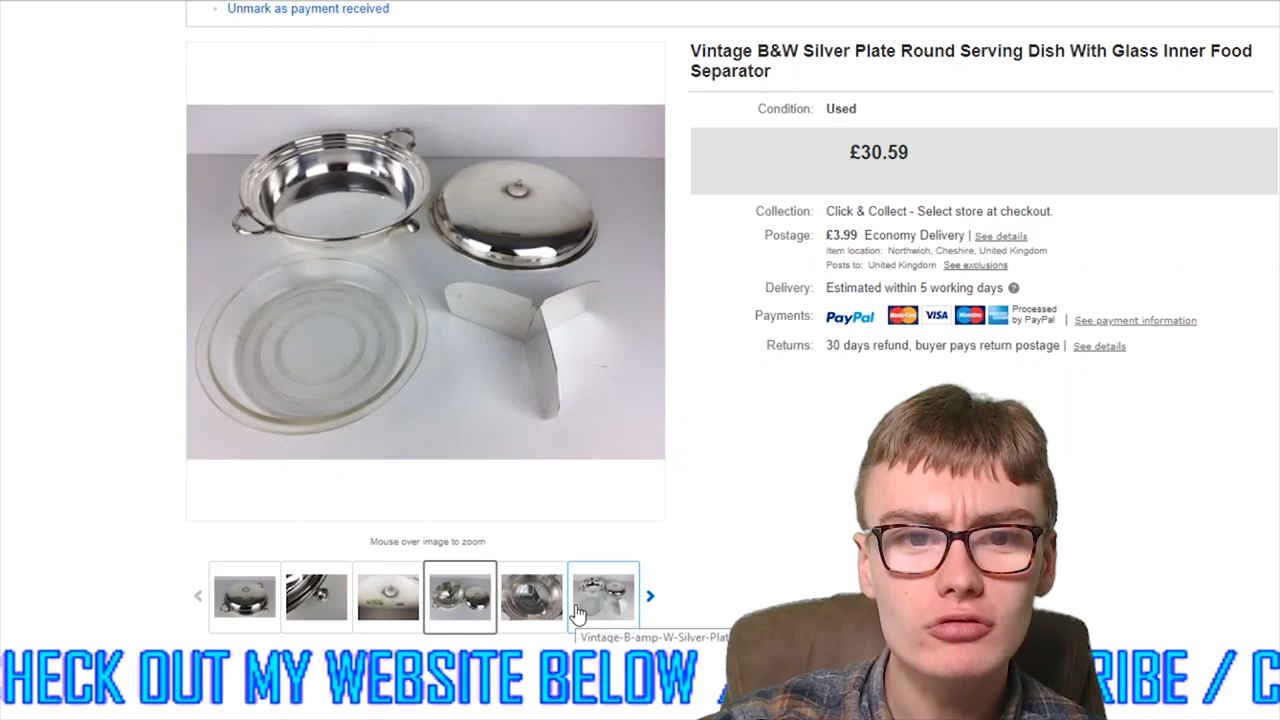 Unmark as payment received
Vintage B&W Silver Plate Round Serving Dish With Glass Inner Food
Separator
Condition: Used
£30.59
Collection: Click & Collect - Select store at checkout.
Postage: £3.99 Economy Delivery | See details
Item location: Northwich, Cheshire, United Kingdom
Posts to: United Kingdom See exclusions
Delivery: Estimated within 5 working days
Payments: PayPal MasterCard VISA Maestro Processed
by PayPal | See payment information
Returns: 30 days refund, buyer pays return postage | See details
Mouse over image to zoom
Vintage-B-amp-W-Silver-Plat
HECK OUT MY WEBSITE BELOW / RIBE / C